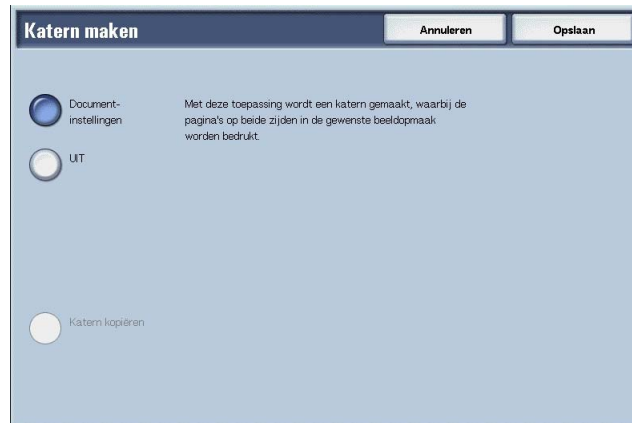 Katern maken
Annuleren
Opslaan
Document-
instellingen
Met deze toepassing wordt een katern gemaakt, waarbij de
pagina's op beide zijden in de gewenste beeldopmaak
worden bedrukt.
UIT
Katern kopiëren